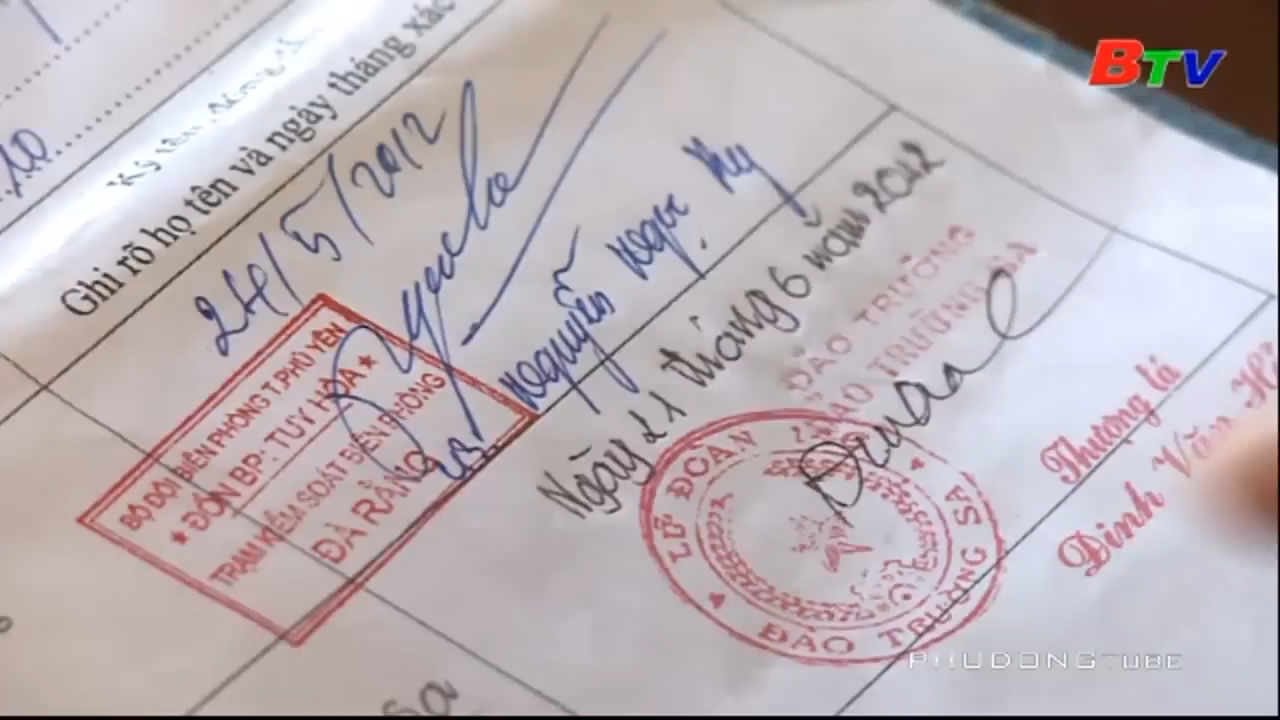 BTV
Ghi rõ họ tên và ngày tháng xác
24/5/2012
BỘ ĐỘI BIÊN PHÒNG T.PHÚ YÊN
★ ĐỒN BP: TUY HÒA ★
TRẠM KIỂM SOÁT BIÊN PHÒNG
ĐÀ RẰNG
Nguyễn Ngọc
Ngày 21 tháng 6 năm 2012
ĐẢO TRƯỞNG
ĐẢO TRƯỜNG SA
LỮ ĐOÀN
ĐẢO TRƯỜNG SA
Thượng tá
Đinh Văn
PHUDONGTUBE